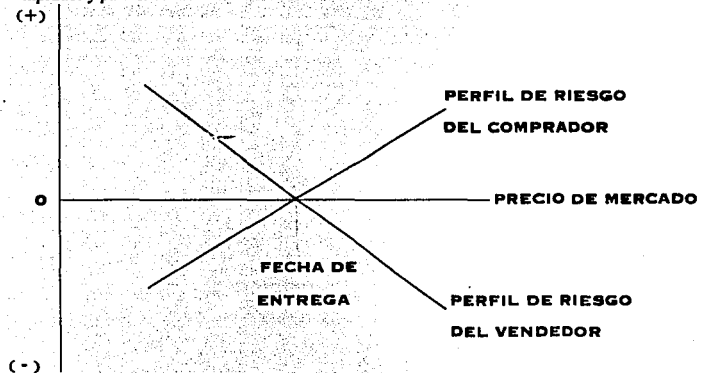 (+)
PERFIL DE RIESGO
DEL COMPRADOR
O
PRECIO DE MERCADO
FECHA DE
ENTREGA
PERFIL DE RIESGO
DEL VENDEDOR
(-)